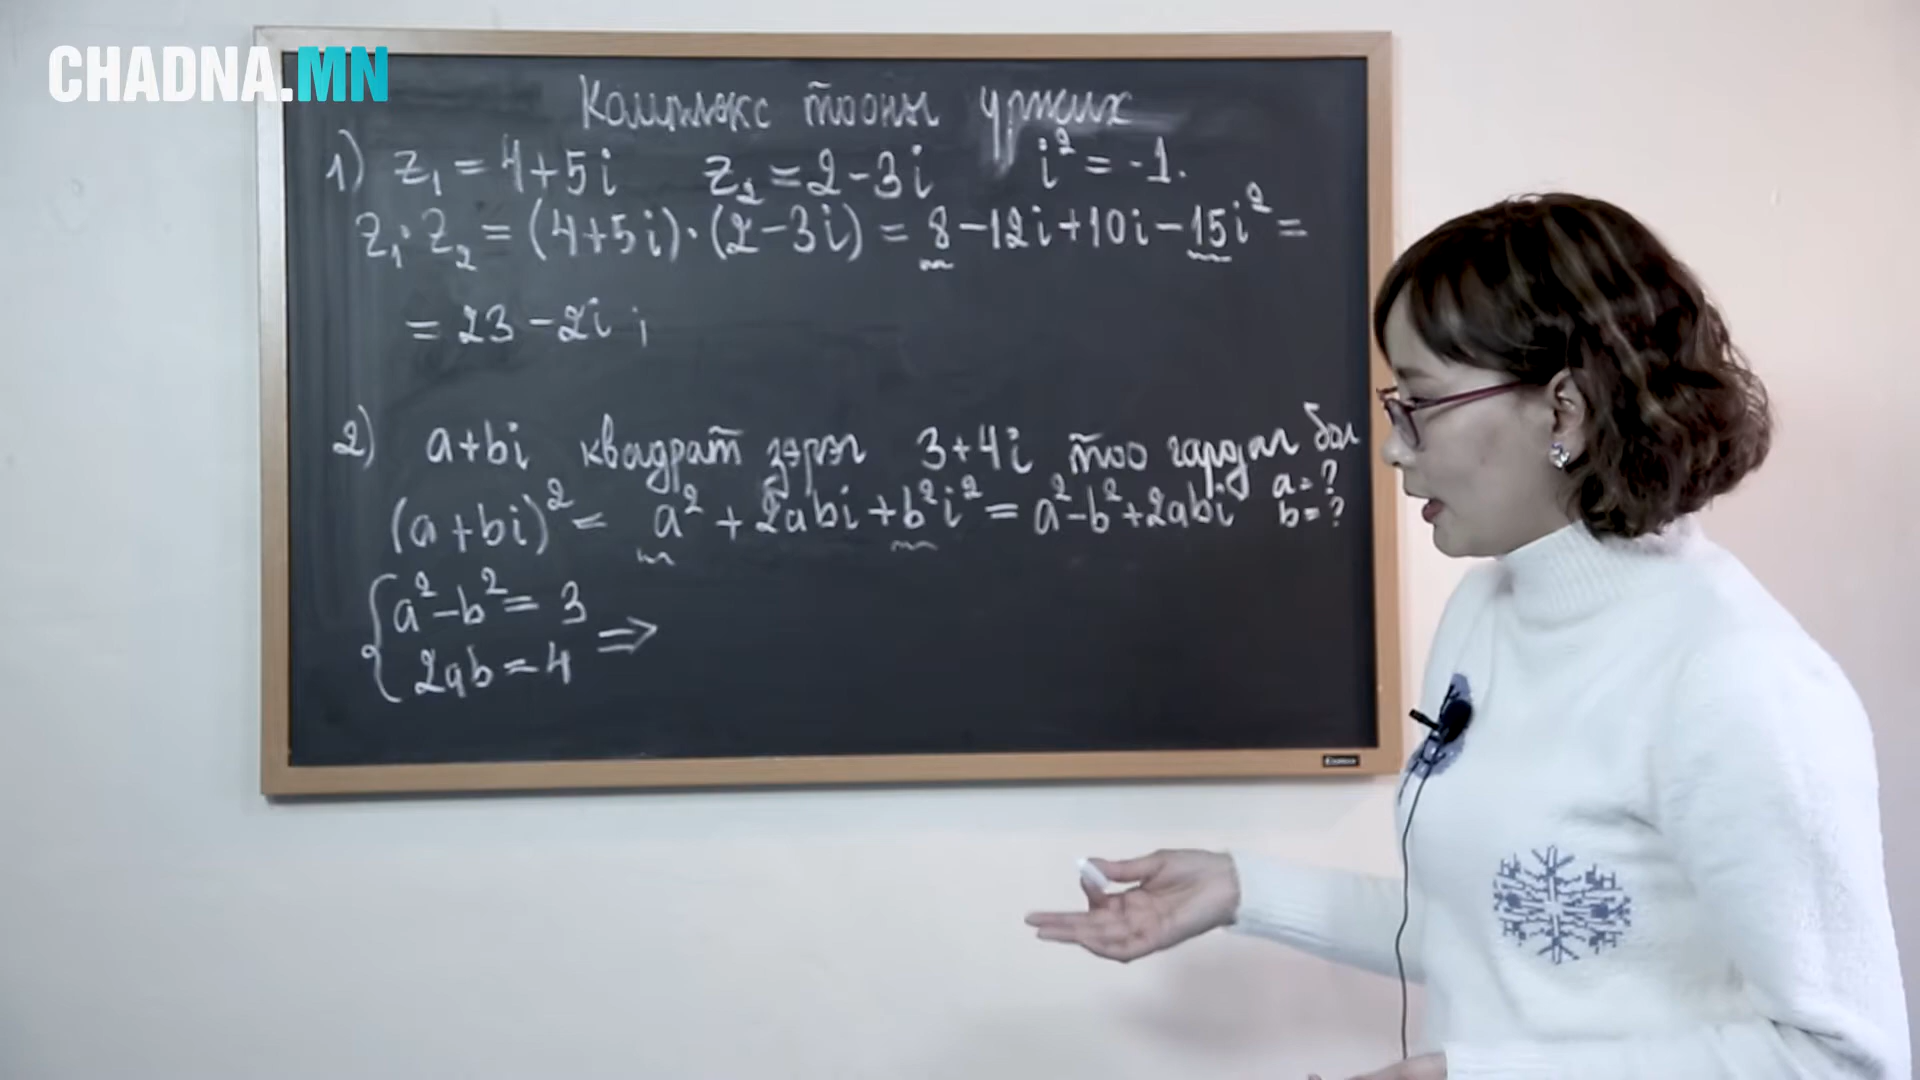 CHADNA.MN
Комплекс тооны үржих
1) z₁ = 4+5i z₂ = 2-3i i² = -1.
z₁·z₂ = (4+5i)·(2-3i) = 8-12i+10i-15i² =
= 23-2i ;
2) a+bi квадрат зэрэг 3+4i тоо гардаг бол
a=?
(a+bi)² = a² + 2abi + b²i² = a²-b²+2abi b=?
{a²-b² = 3
2ab = 4 ⇒